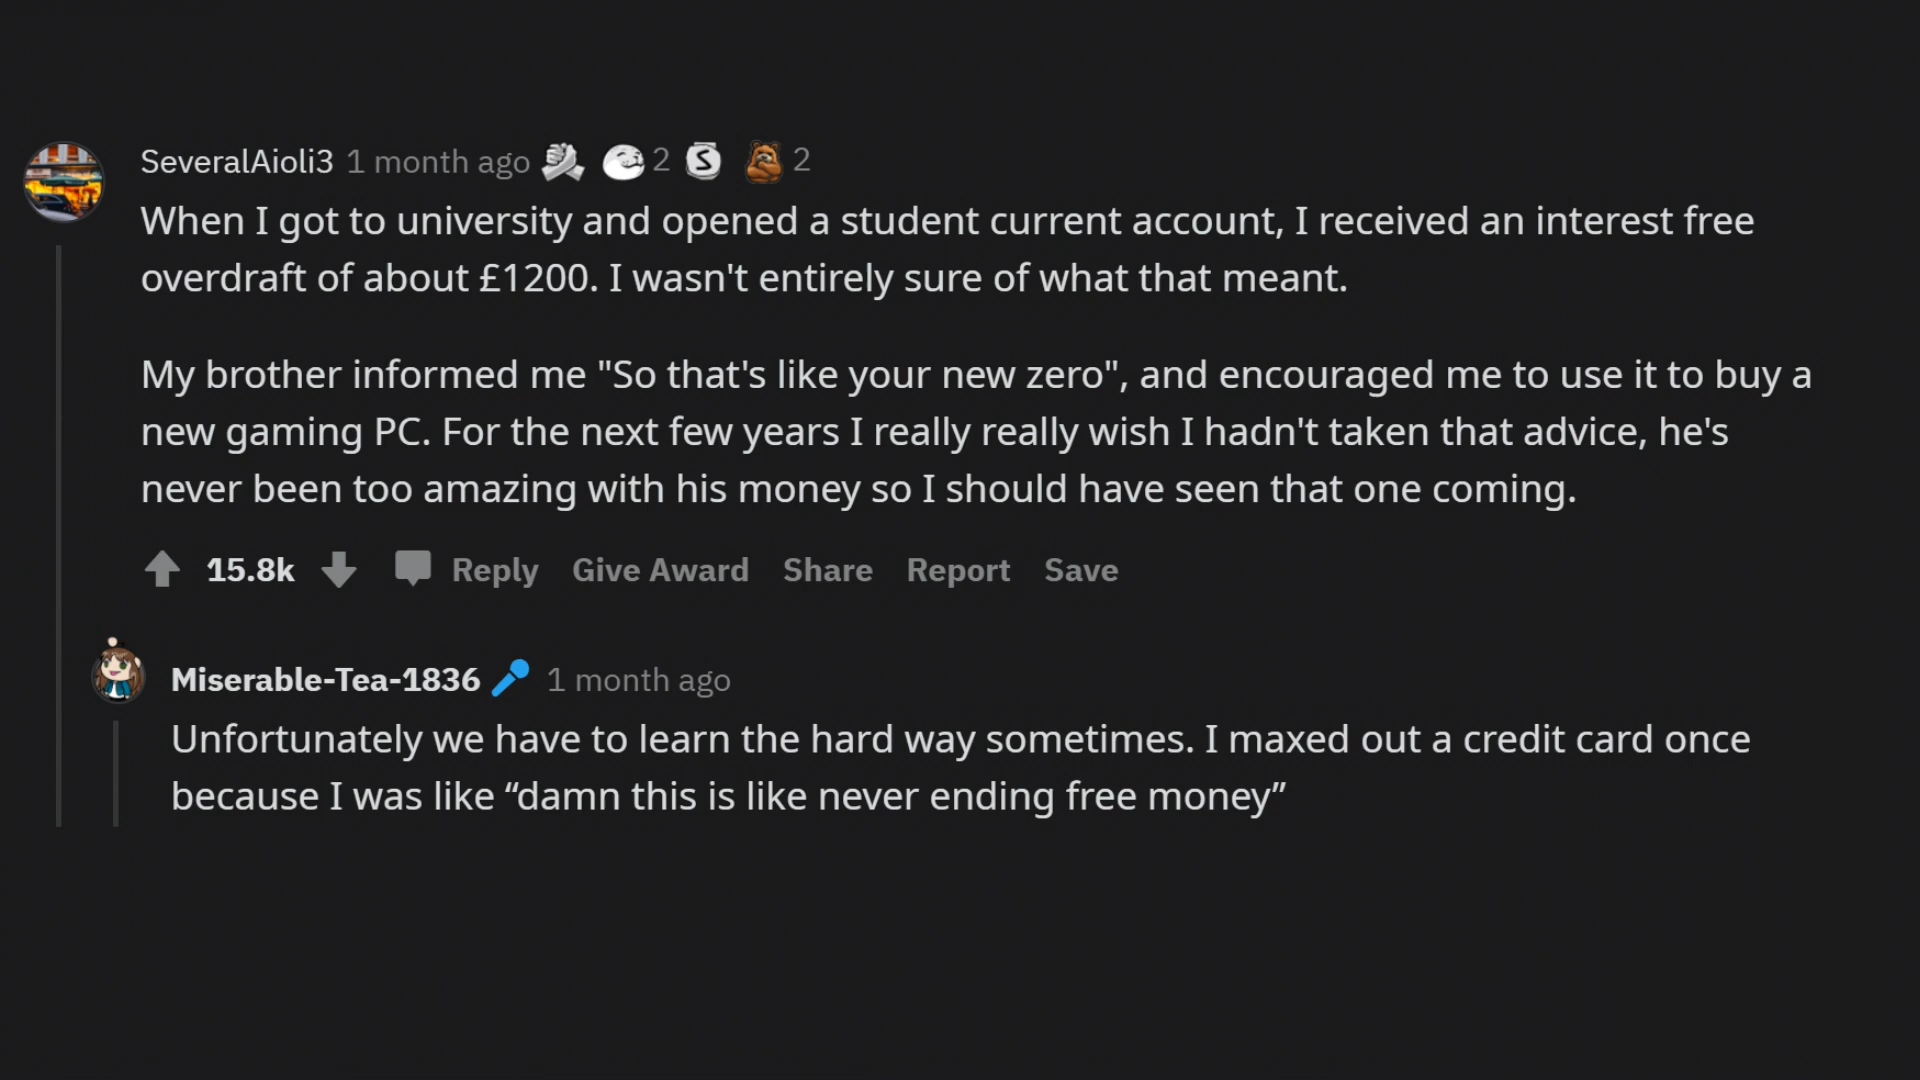 SeveralAioli3 1 month ago 2 S 2
When I got to university and opened a student current account, I received an interest free
overdraft of about £1200. I wasn't entirely sure of what that meant.
My brother informed me "So that's like your new zero", and encouraged me to use it to buy a
new gaming PC. For the next few years I really really wish I hadn't taken that advice, he's
never been too amazing with his money so I should have seen that one coming.
15.8k Reply Give Award Share Report Save
Miserable-Tea-1836 1 month ago
Unfortunately we have to learn the hard way sometimes. I maxed out a credit card once
because I was like “damn this is like never ending free money”